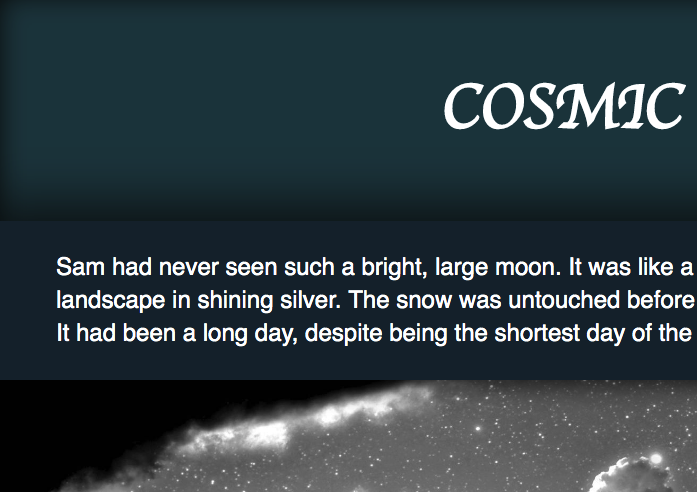 COSMIC
Sam had never seen such a bright, large moon. It was like a
landscape in shining silver. The snow was untouched before
It had been a long day, despite being the shortest day of the